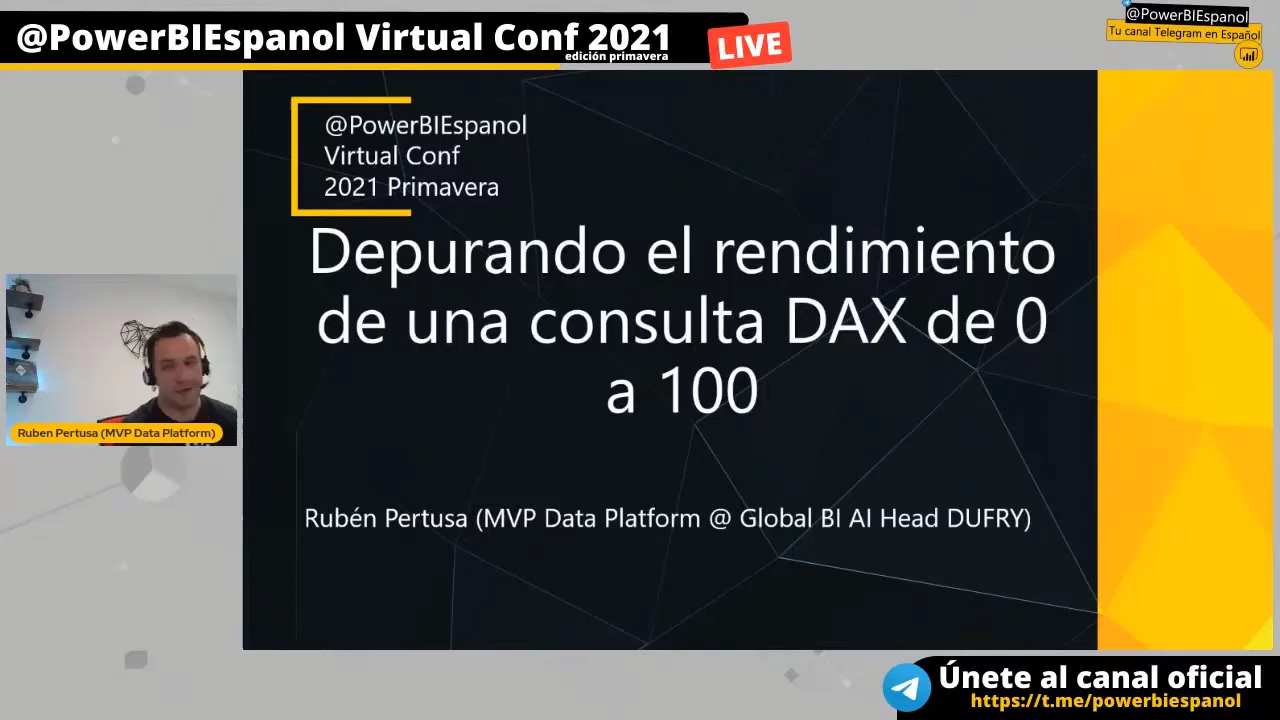 @PowerBIEspanol Virtual Conf 2021
edición primavera
LIVE
@PowerBIEspanol
Tu canal Telegram en Español
@PowerBIEspanol
Virtual Conf
2021 Primavera
Depurando el rendimiento
de una consulta DAX de 0
a 100
Rubén Pertusa (MVP Data Platform @ Global BI AI Head DUFRY)
Ruben Pertusa (MVP Data Platform)
Únete al canal oficial
https://t.me/powerbiespanol